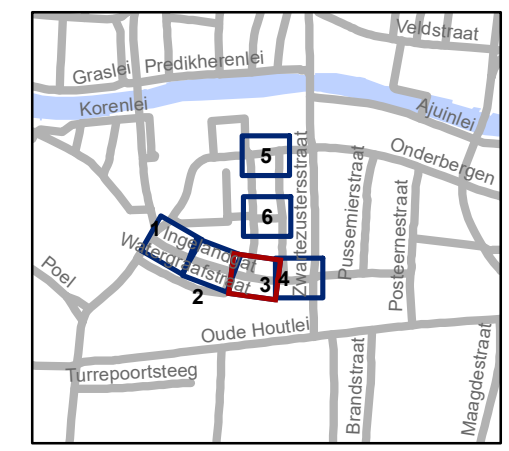 Veldstraat
Graslei
Predikherenlei
Korenlei
Ajuinlei
Onderbergen
5
Zwartezustersstraat
Pussemierstraat
Posteernestraat
6
1
Ingelandgat
Watergraafstraat
Poel
2
3
4
Oude Houtlei
Turrepoortsteeg
Brandstraat
Maagdestraat